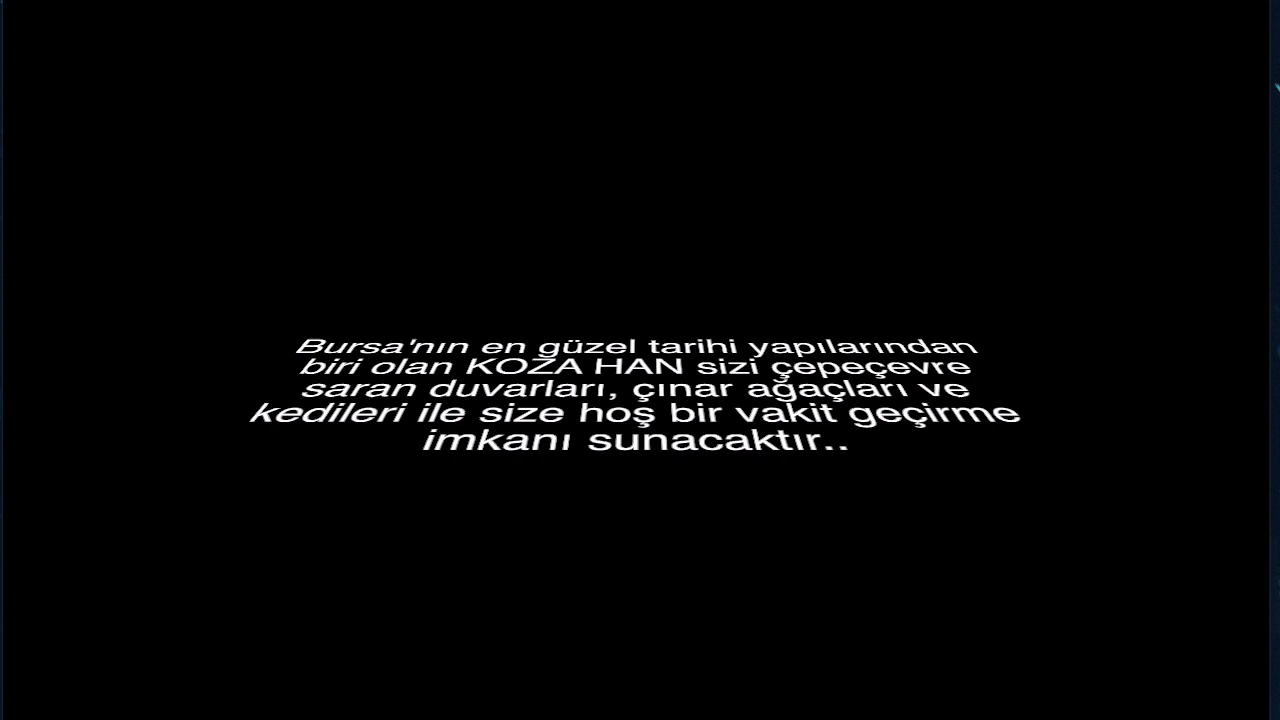 Bursa'nın en güzel tarihi yapılarından
biri olan KOZA HAN sizi çepeçevre
saran duvarları, çınar ağaçları ve
kedileri ile size hoş bir vakit geçirme
imkanı sunacaktır..